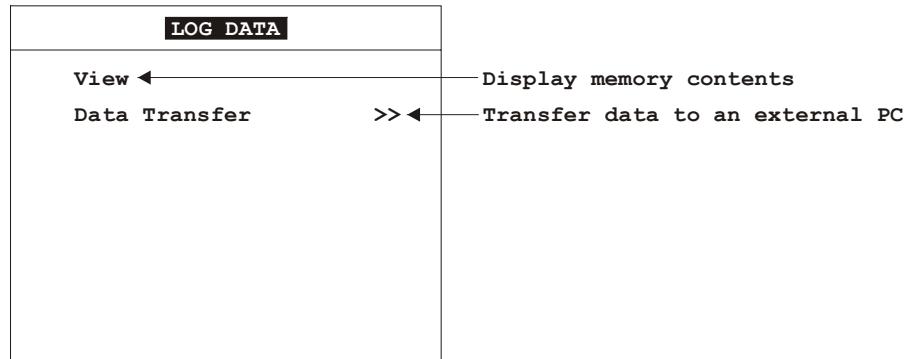 LOG DATA
View Display memory contents
Data Transfer >> Transfer data to an external PC